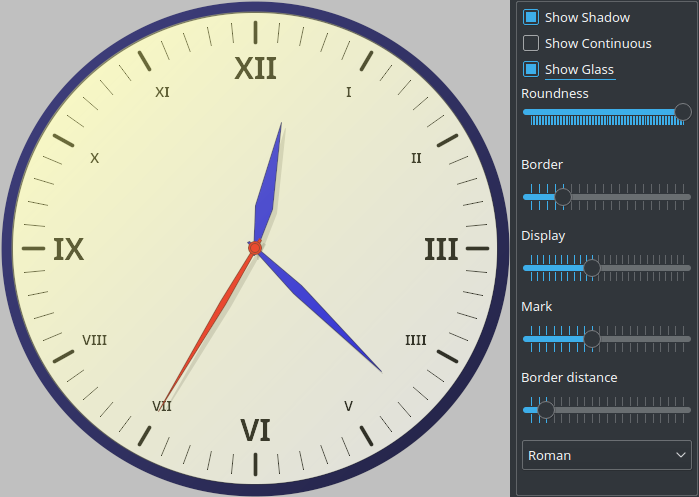 XII
XI
I
X
II
IX
III
VIII
IIII
VII
V
VI
Show Shadow
Show Continuous
Show Glass
Roundness
Border
Display
Mark
Border distance
Roman